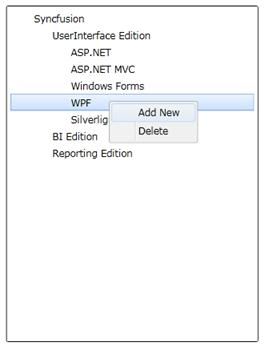 Syncfusion
UserInterface Edition
ASP.NET
ASP.NET MVC
Windows Forms
WPF
Add New
Silverlig
Delete
BI Edition
Reporting Edition